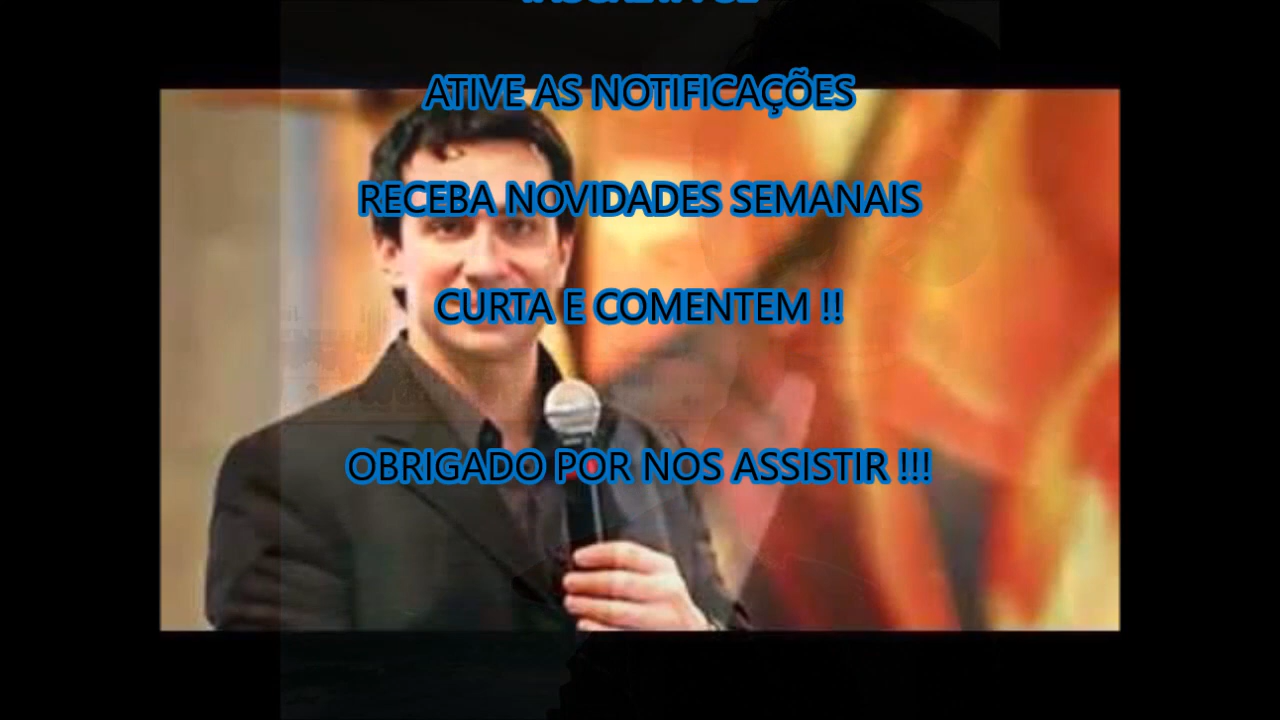 ATIVE AS NOTIFICAÇÕES
RECEBA NOVIDADES SEMANAIS
CURTA E COMENTEM !!
OBRIGADO POR NOS ASSISTIR !!!